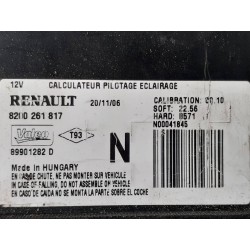 12V CALCULATEUR PILOTAGE ECLAIRAGE
RENAULT 20/11/06 CALIBRATION: 00.10
8200 261 817 SOFT: 22.56
HARD: 8571
Valeo T93 N00041845
N
89901282 D
Made in HUNGARY
EN CAS DE CHUTE, NE PAS MONTER SUR VEHICULE
IN CASE OF FALLING, DO NOT ASSEMBLE ON VEHICLE
EN CASO DE CAIDA NO SE MONTA LA PARTE SOBRE EL COCHE